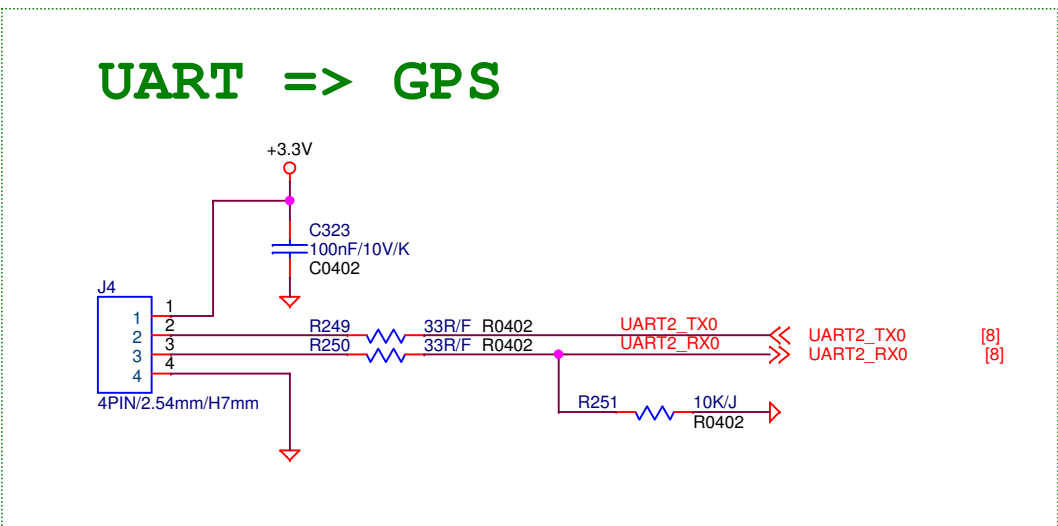 UART => GPS
+3.3V
C323
100nF/10V/K
C0402
J4
1 1
2 2
3 3
4 4
4PIN/2.54mm/H7mm
R249 33R/F R0402 UART2_TX0 UART2_TX0 [8]
R250 33R/F R0402 UART2_RX0 UART2_RX0 [8]
R251 10K/J
R0402